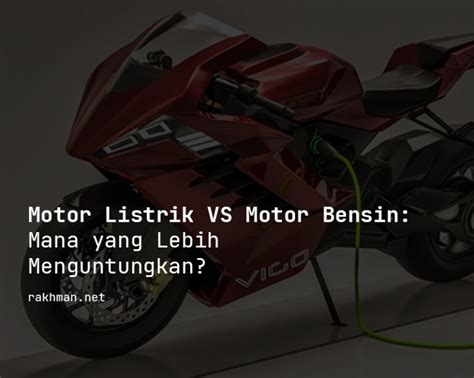 Motor Listrik VS Motor Bensin:
Mana yang Lebih
Menguntungkan?
VIGO
rakhman.net